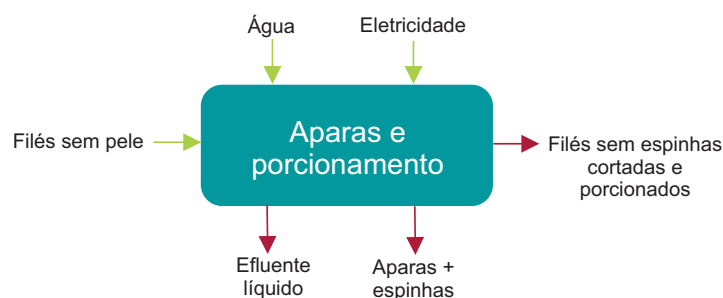 Água
Eletricidade
Filés sem pele
Aparas e
porcionamento
Filés sem espinhas
cortadas e
porcionados
Efluente
líquido
Aparas +
espinhas